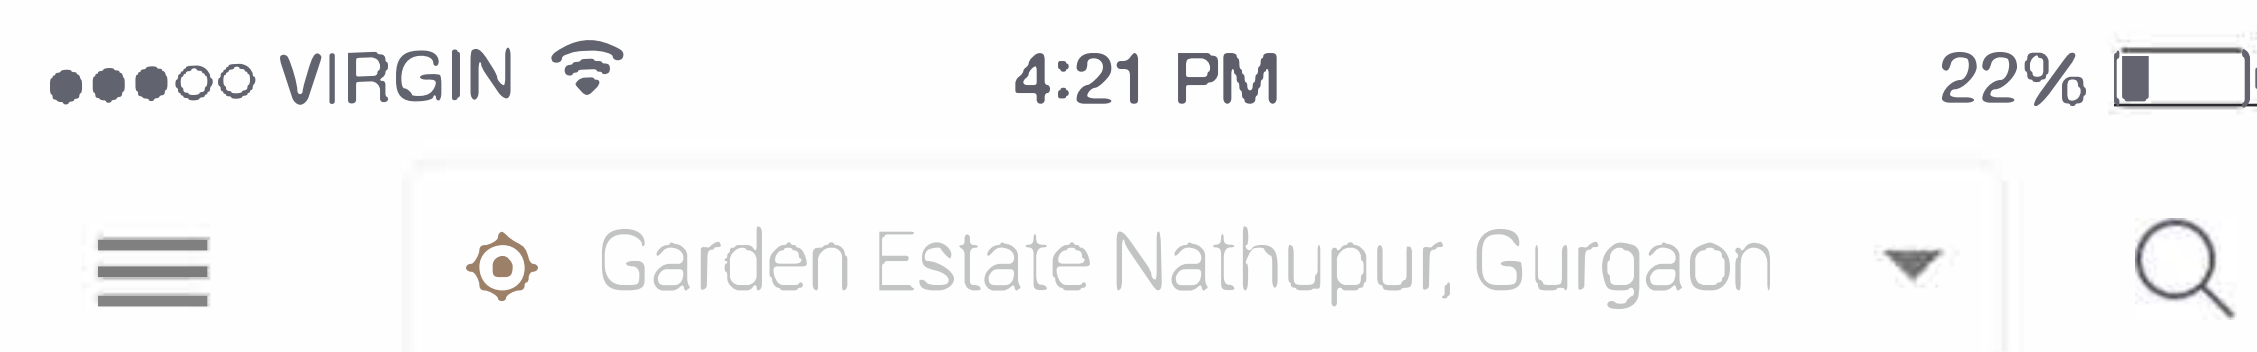 VIRGIN 4:21 PM 22%
Garden Estate Nathupur, Gurgaon